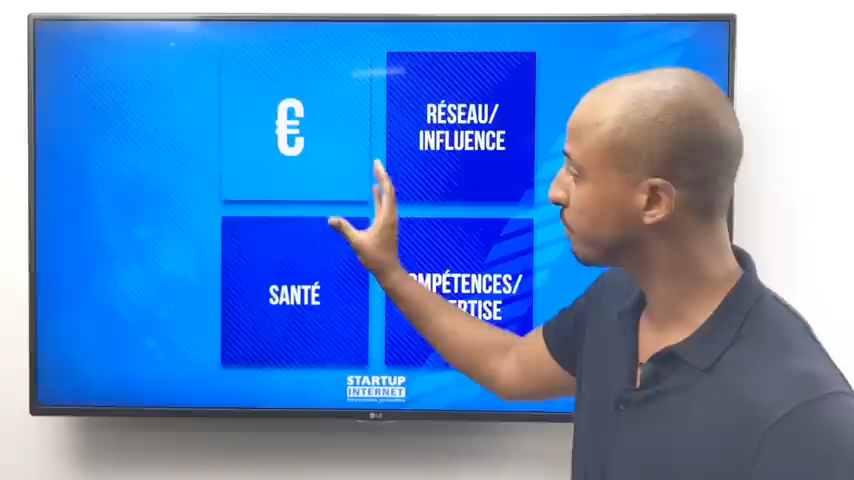 €
RÉSEAU/
INFLUENCE
SANTÉ
STARTUP
INTERNET
LG